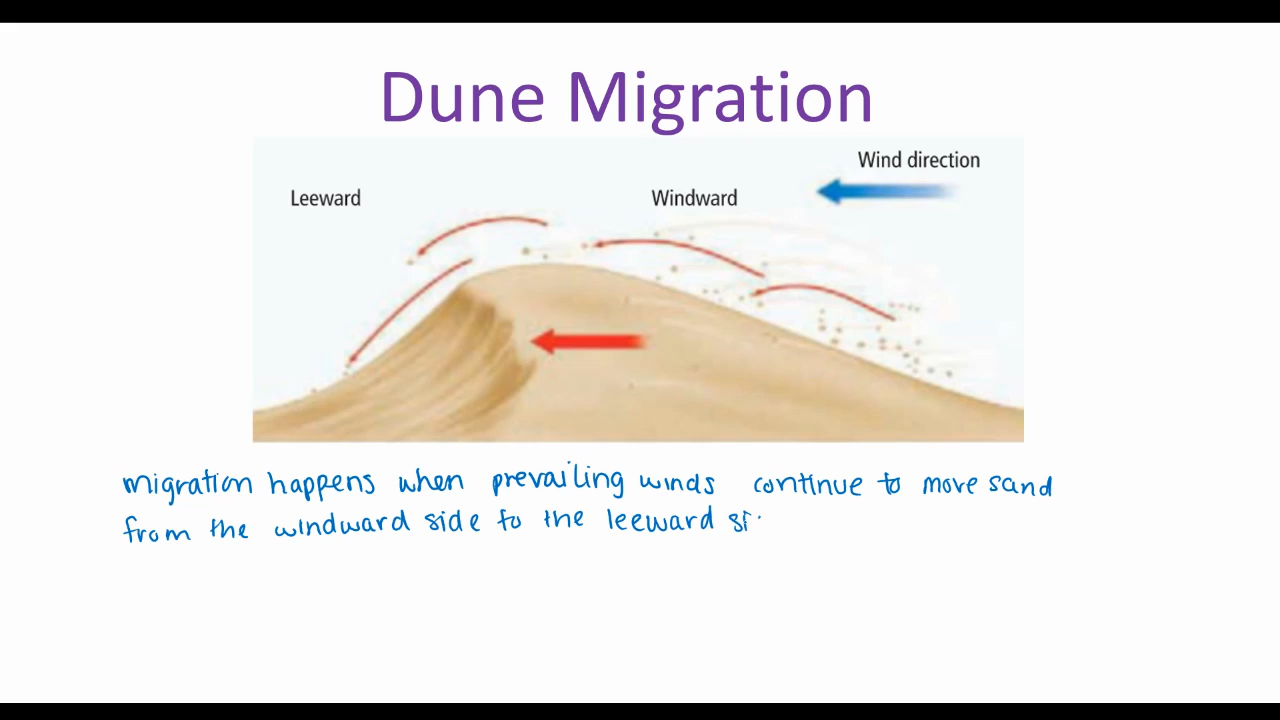 Dune Migration
Wind direction
Leeward
Windward
migration happens when prevailing winds continue to move sand
from the windward side to the leeward